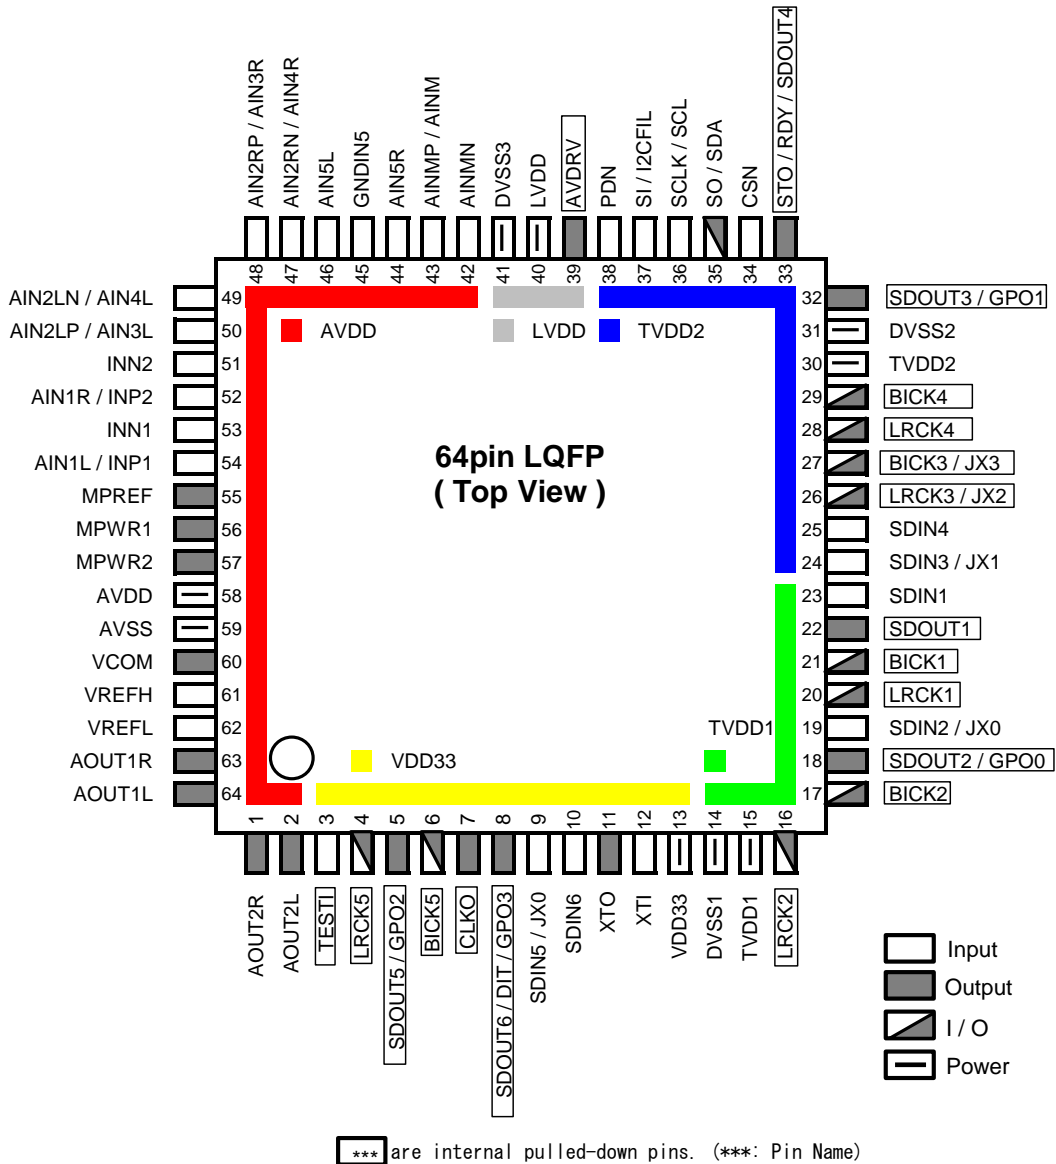 AIN2RP / AIN3R
AIN2RN / AIN4R
AIN5L
GNDIN5
AIN5R
AINMP / AINM
AINMN
DVSS3
LVDD
AVDRV
PDN
SI / I2CFIL
SCLK / SCL
SO / SDA
CSN
STO / RDY / SDOUT4
48
47
46
45
44
43
42
41
40
39
38
37
36
35
34
33
AIN2LN / AIN4L 49
AIN2LP / AIN3L 50
INN2 51
AIN1R / INP2 52
INN1 53
AIN1L / INP1 54
MPREF 55
MPWR1 56
MPWR2 57
AVDD 58
AVSS 59
VCOM 60
VREFH 61
VREFL 62
AOUT1R 63
AOUT1L 64
AVDD
LVDD
TVDD2
64pin LQFP
( Top View )
TVDD1
VDD33
32 SDOUT3 / GPO1
31 DVSS2
30 TVDD2
29 BICK4
28 LRCK4
27 BICK3 / JX3
26 LRCK3 / JX2
25 SDIN4
24 SDIN3 / JX1
23 SDIN1
22 SDOUT1
21 BICK1
20 LRCK1
19 SDIN2 / JX0
18 SDOUT2 / GPO0
17 BICK2
1
2
3
4
5
6
7
8
9
10
11
12
13
14
15
16
AOUT2R
AOUT2L
TESTI
LRCK5
SDOUT5 / GPO2
BICK5
CLKO
SDOUT6 / DIT / GPO3
SDIN5 / JX0
SDIN6
XTO
XTI
VDD33
DVSS1
TVDD1
LRCK2
Input
Output
I / O
Power
*** are internal pulled-down pins. (***: Pin Name)